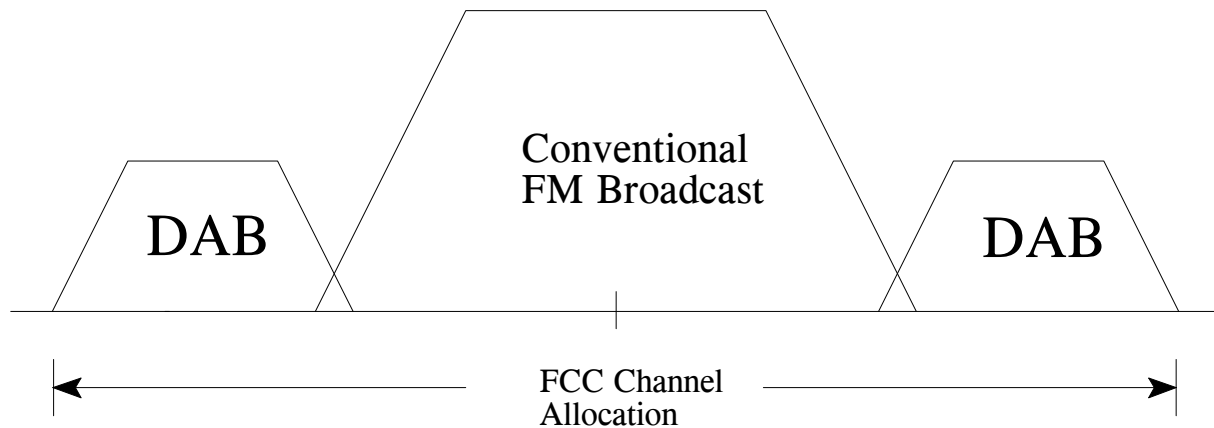 Conventional
FM Broadcast
DAB
DAB
FCC Channel
Allocation